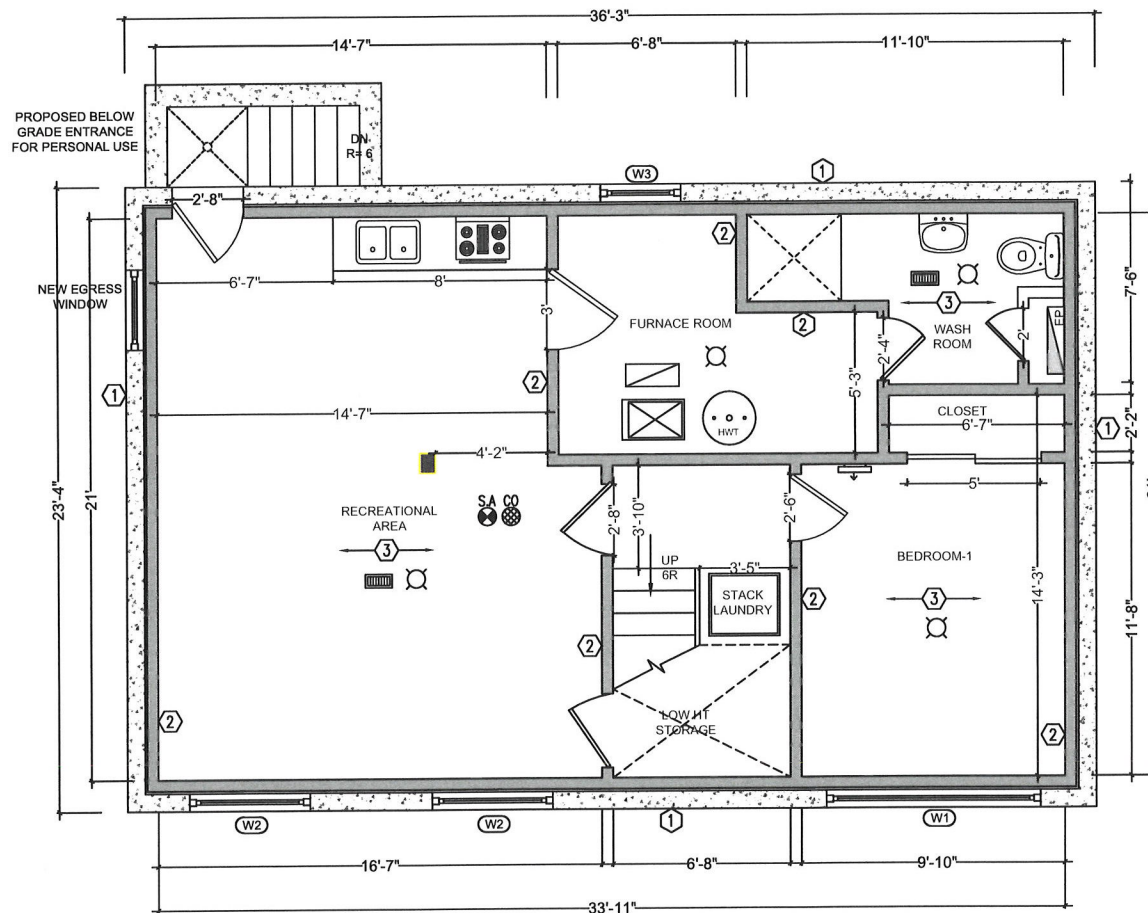 36'-3"
14'-7"
6'-8"
11'-10"
PROPOSED BELOW
GRADE ENTRANCE
FOR PERSONAL USE
DN
R= 6
2'-8"
W3
1
2
NEW EGRESS
WINDOW
6'-7"
8'
3'
FURNACE ROOM
2
3
WASH
ROOM
2'
FP
7'-6"
2
2'-4"
5'-3"
1
14'-7"
HWT
CLOSET
6'-7"
1
2'-2"
4'-2"
5'
23'-4"
21'
S.A CO
RECREATIONAL
AREA
3
2'-8"
3'-10"
2'-6"
UP
6R
3'-5"
STACK
LAUNDRY
2
BEDROOM-1
3
14'-3"
11'-8"
2
2
LOW HT
STORAGE
2
W2
W2
1
W1
16'-7"
6'-8"
9'-10"
33'-11"